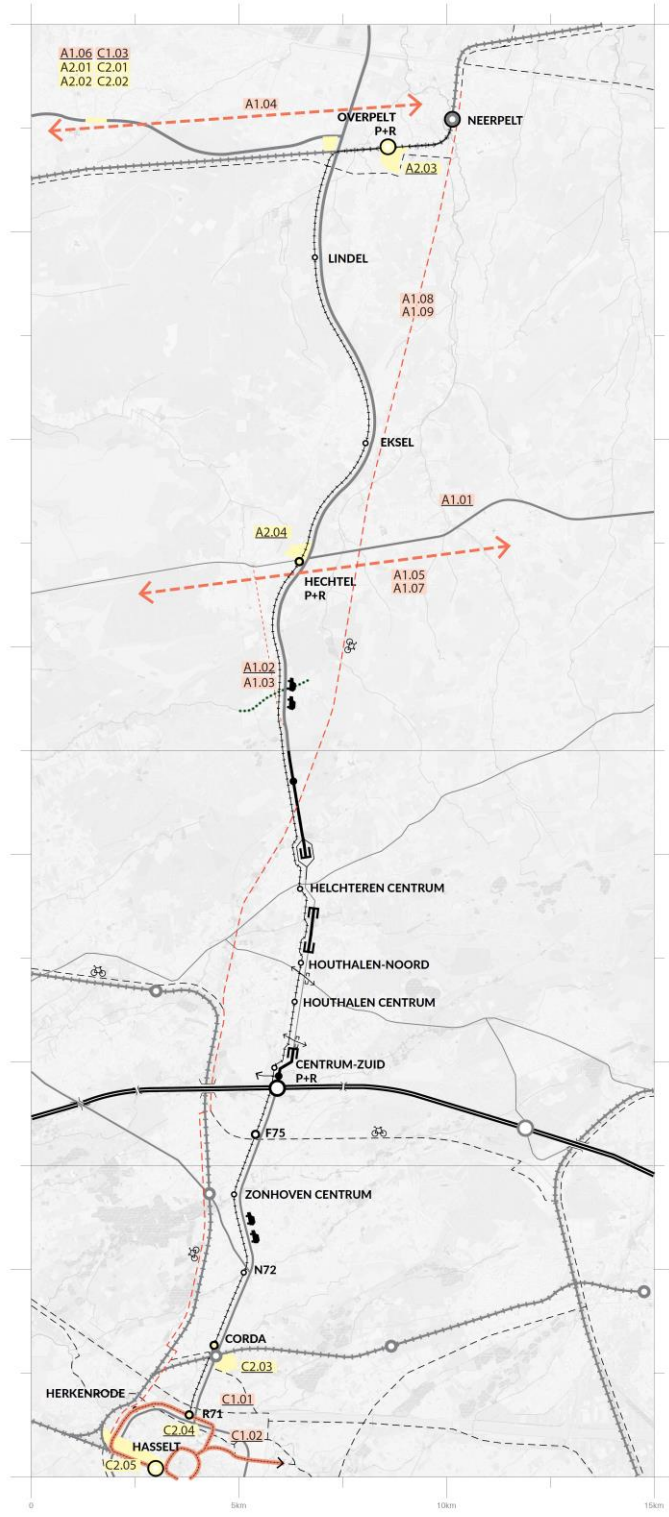 A1.06 C1.03
A2.01 C2.01
A2.02 C2.02
A1.04
OVERPELT
P+R
NEERPELT
A2.03
LINDEL
A1.08
A1.09
EKSEL
A1.01
A2.04
HECHTEL
P+R
A1.05
A1.07
A1.02
A1.03
HELCHTEREN CENTRUM
HOUTHALEN-NOORD
HOUTHALEN CENTRUM
CENTRUM-ZUID
P+R
F75
ZONHOVEN CENTRUM
N72
CORDA
C2.03
HERKENRODE
C1.01
R71
C2.04
C1.02
HASSELT
C2.05
0 5km 10km 15km